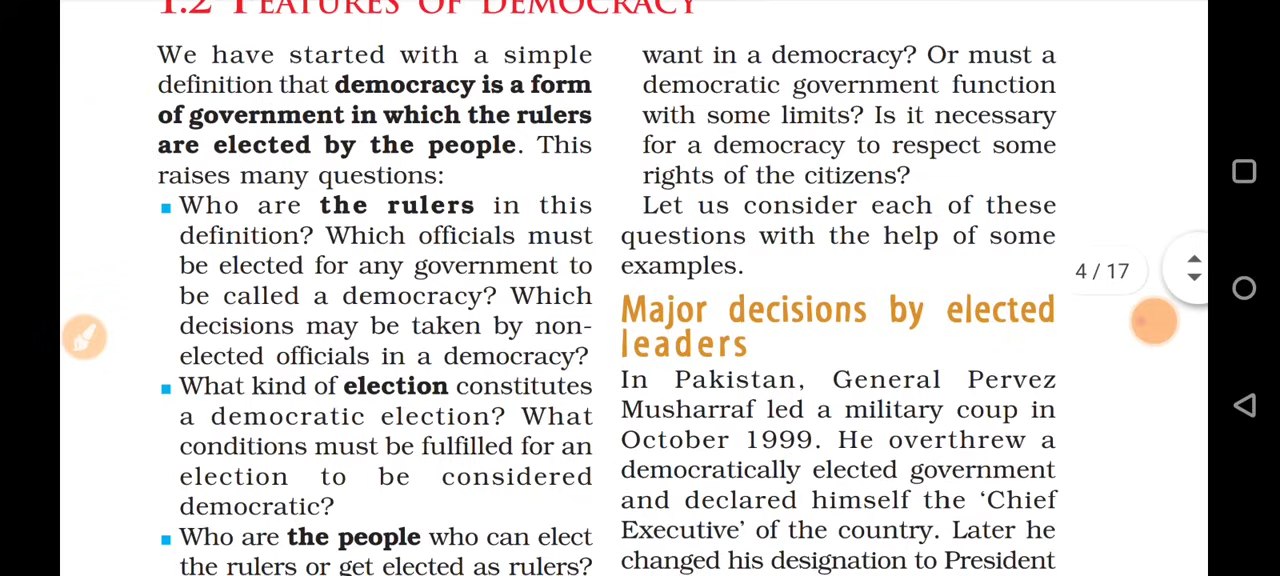 1.2 FEATURES OF DEMOCRACY
We have started with a simple
definition that democracy is a form
of government in which the rulers
are elected by the people. This
raises many questions:
Who are the rulers in this
definition? Which officials must
be elected for any government to
be called a democracy? Which
decisions may be taken by non-
elected officials in a democracy?
What kind of election constitutes
a democratic election? What
conditions must be fulfilled for an
election to be considered
democratic?
Who are the people who can elect
the rulers or get elected as rulers?
want in a democracy? Or must a
democratic government function
with some limits? Is it necessary
for a democracy to respect some
rights of the citizens?
Let us consider each of these
questions with the help of some
examples.
Major decisions by elected
leaders
In Pakistan, General Pervez
Musharraf led a military coup in
October 1999. He overthrew a
democratically elected government
and declared himself the ‘Chief
Executive’ of the country. Later he
changed his designation to President
4 / 17